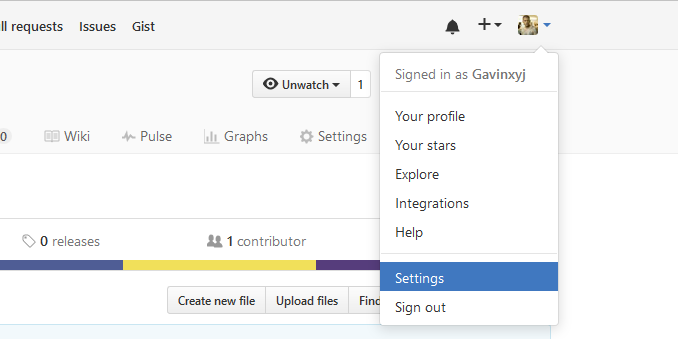 ll requests Issues Gist
Signed in as Gavinxyj
Unwatch 1
Your profile
0 Wiki Pulse Graphs Settings
Your stars
Explore
Integrations
Help
0 releases 1 contributor
Settings
Create new file Upload files Find
Sign out